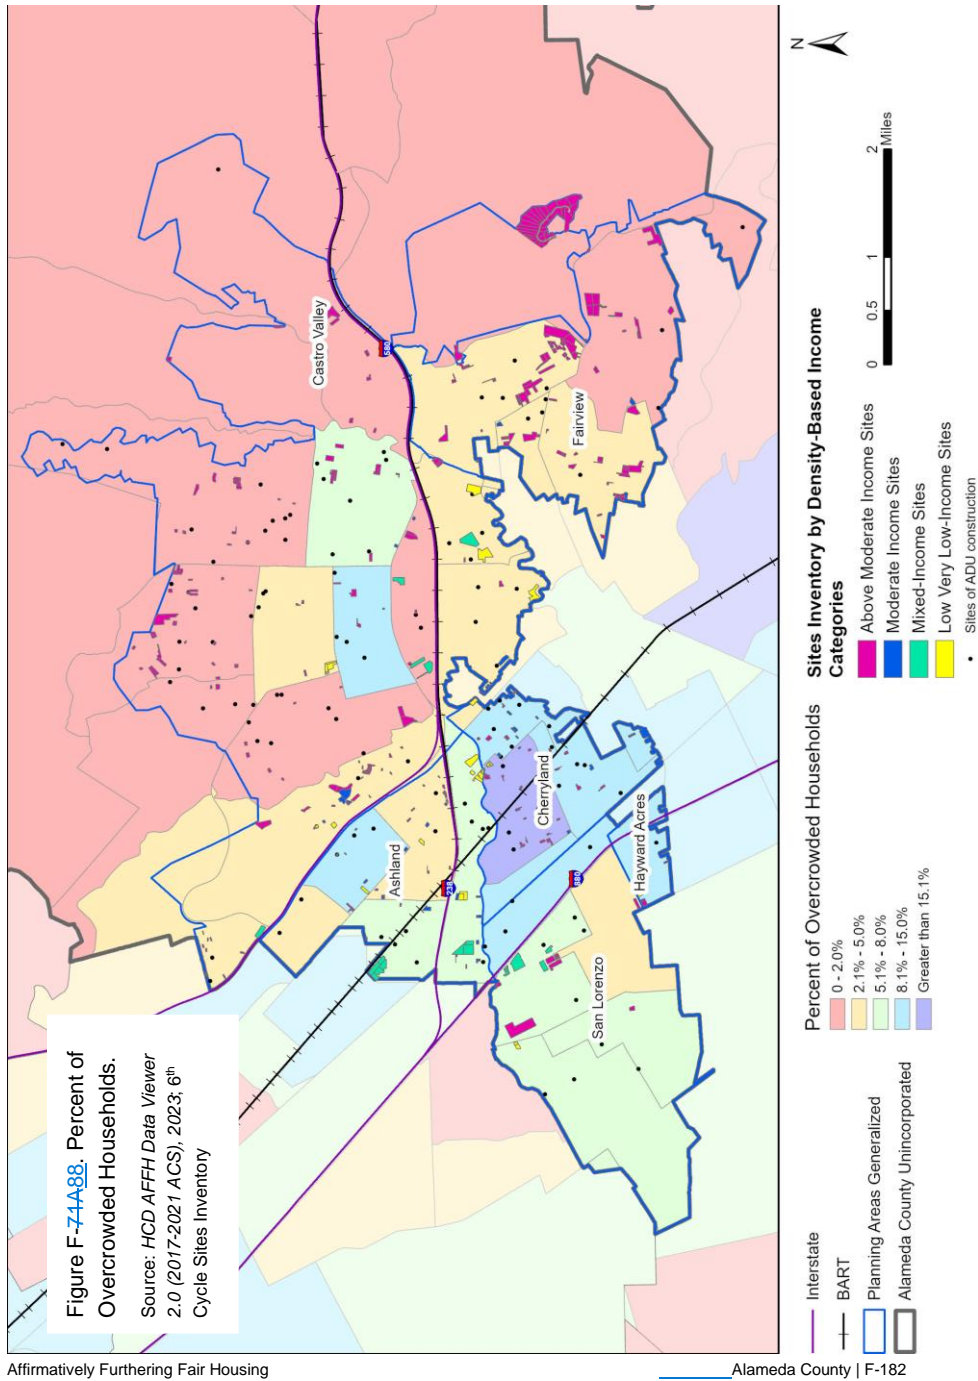 Figure F-71A88. Percent of
Overcrowded Households.
Source: HCD AFFH Data Viewer
2.0 (2017-2021 ACS), 2023; 6th
Cycle Sites Inventory
Castro Valley
580
Fairview
Ashland
238
Cherryland
880
Hayward Acres
San Lorenzo
N
Interstate
BART
Planning Areas Generalized
Alameda County Unincorporated
Percent of Overcrowded Households
0 - 2.0%
2.1% - 5.0%
5.1% - 8.0%
8.1% - 15.0%
Greater than 15.1%
Sites Inventory by Density-Based Income
Categories
Above Moderate Income Sites
Moderate Income Sites
Mixed-Income Sites
Low Very Low-Income Sites
Sites of ADU construction
0 0.5 1 2
Miles
Affirmatively Furthering Fair Housing
Alameda County | F-182